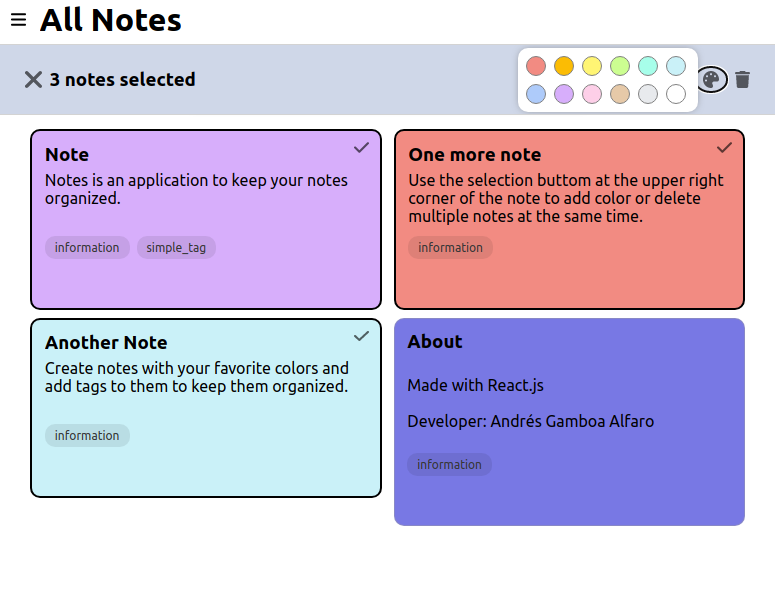 All Notes
3 notes selected
Note
Notes is an application to keep your notes
organized.
information simple_tag
One more note
Use the selection buttom at the upper right
corner of the note to add color or delete
multiple notes at the same time.
information
Another Note
Create notes with your favorite colors and
add tags to them to keep them organized.
information
About
Made with React.js
Developer: Andrés Gamboa Alfaro
information